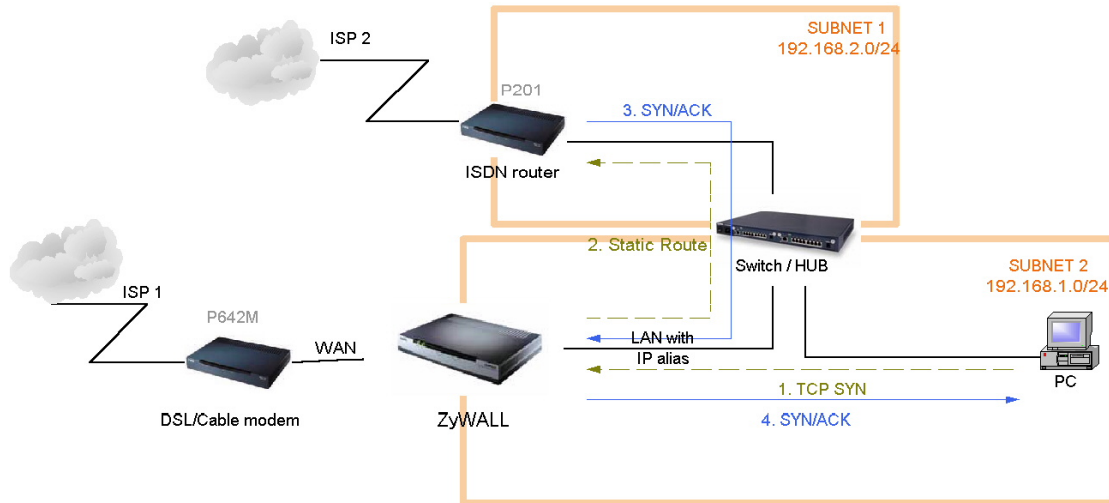 ISP 2
SUBNET 1
192.168.2.0/24
P201
3. SYN/ACK
ISDN router
2. Static Route
Switch / HUB
SUBNET 2
192.168.1.0/24
ISP 1
P642M
WAN
LAN with
IP alias
PC
1. TCP SYN
DSL/Cable modem
ZyWALL
4. SYN/ACK